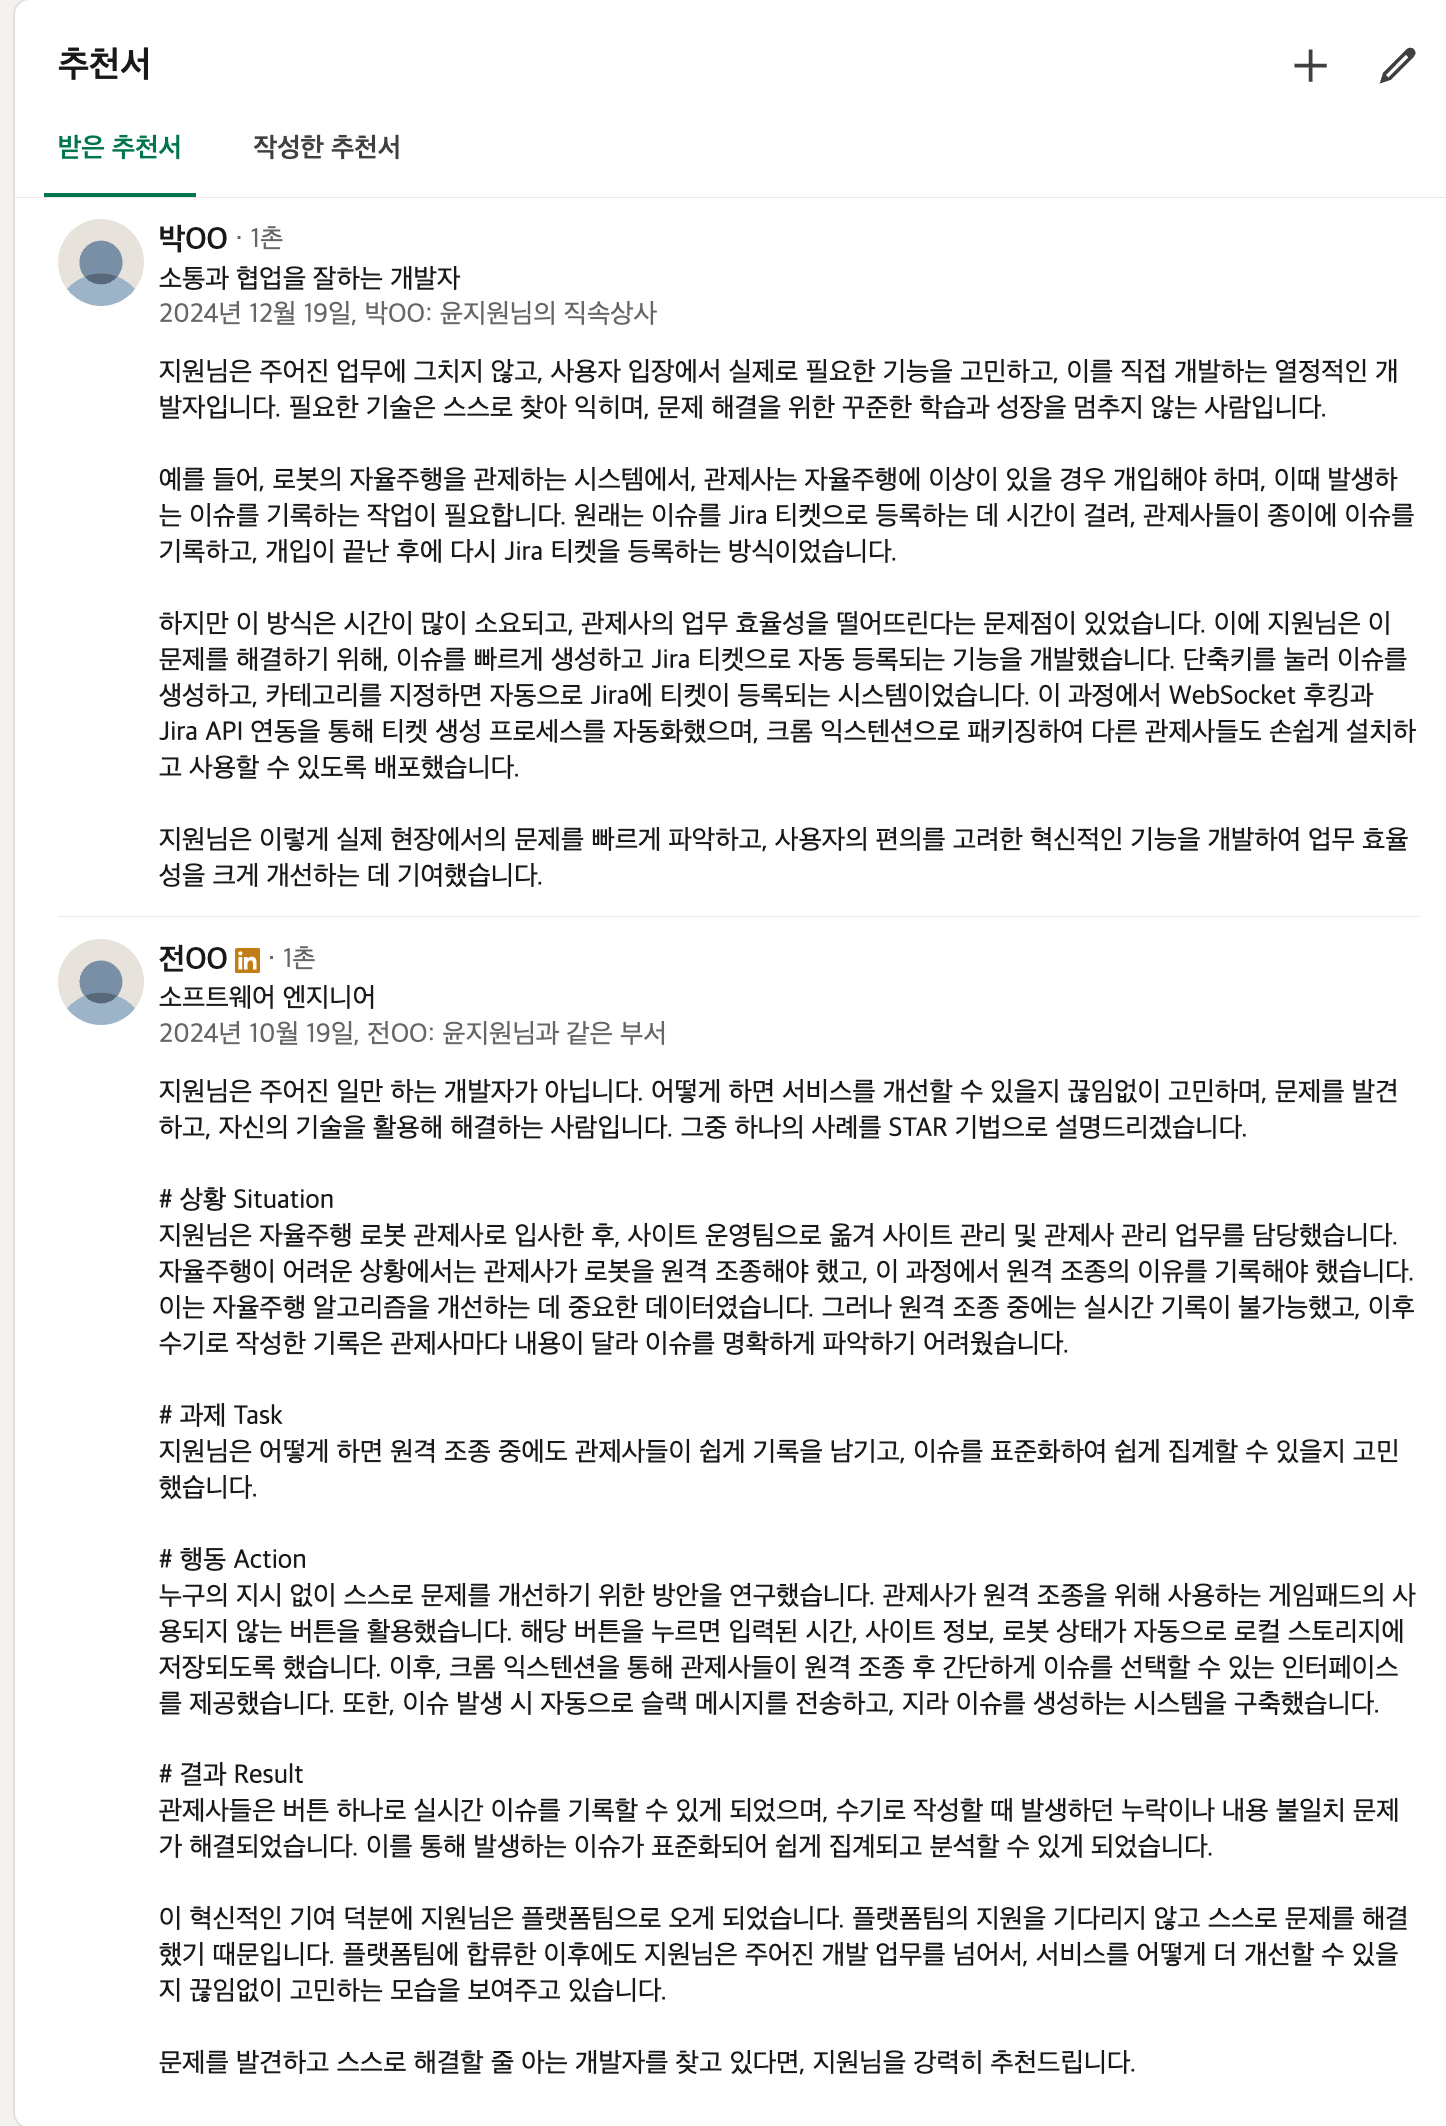 추천서
받은 추천서
작성한 추천서
박OO · 1촌
소통과 협업을 잘하는 개발자
2024년 12월 19일, 박OO: 윤지원님의 직속상사
지원님은 주어진 업무에 그치지 않고, 사용자 입장에서 실제로 필요한 기능을 고민하고, 이를 직접 개발하는 열정적인 개
발자입니다. 필요한 기술은 스스로 찾아 익히며, 문제 해결을 위한 꾸준한 학습과 성장을 멈추지 않는 사람입니다.
예를 들어, 로봇의 자율주행을 관제하는 시스템에서, 관제사는 자율주행에 이상이 있을 경우 개입해야 하며, 이때 발생하
는 이슈를 기록하는 작업이 필요합니다. 원래는 이슈를 Jira 티켓으로 등록하는 데 시간이 걸려, 관제사들이 종이에 이슈를
기록하고, 개입이 끝난 후에 다시 Jira 티켓을 등록하는 방식이었습니다.
하지만 이 방식은 시간이 많이 소요되고, 관제사의 업무 효율성을 떨어뜨린다는 문제점이 있었습니다. 이에 지원님은 이
문제를 해결하기 위해, 이슈를 빠르게 생성하고 Jira 티켓으로 자동 등록되는 기능을 개발했습니다. 단축키를 눌러 이슈를
생성하고, 카테고리를 지정하면 자동으로 Jira에 티켓이 등록되는 시스템이었습니다. 이 과정에서 WebSocket 후킹과
Jira API 연동을 통해 티켓 생성 프로세스를 자동화했으며, 크롬 익스텐션으로 패키징하여 다른 관제사들도 손쉽게 설치하
고 사용할 수 있도록 배포했습니다.
지원님은 이렇게 실제 현장에서의 문제를 빠르게 파악하고, 사용자의 편의를 고려한 혁신적인 기능을 개발하여 업무 효율
성을 크게 개선하는 데 기여했습니다.
전OO in · 1촌
소프트웨어 엔지니어
2024년 10월 19일, 전OO: 윤지원님과 같은 부서
지원님은 주어진 일만 하는 개발자가 아닙니다. 어떻게 하면 서비스를 개선할 수 있을지 끊임없이 고민하며, 문제를 발견
하고, 자신의 기술을 활용해 해결하는 사람입니다. 그중 하나의 사례를 STAR 기법으로 설명드리겠습니다.
# 상황 Situation
지원님은 자율주행 로봇 관제사로 입사한 후, 사이트 운영팀으로 옮겨 사이트 관리 및 관제사 관리 업무를 담당했습니다.
자율주행이 어려운 상황에서는 관제사가 로봇을 원격 조종해야 했고, 이 과정에서 원격 조종의 이유를 기록해야 했습니다.
이는 자율주행 알고리즘을 개선하는 데 중요한 데이터였습니다. 그러나 원격 조종 중에는 실시간 기록이 불가능했고, 이후
수기로 작성한 기록은 관제사마다 내용이 달라 이슈를 명확하게 파악하기 어려웠습니다.
# 과제 Task
지원님은 어떻게 하면 원격 조종 중에도 관제사들이 쉽게 기록을 남기고, 이슈를 표준화하여 쉽게 집계할 수 있을지 고민
했습니다.
# 행동 Action
누구의 지시 없이 스스로 문제를 개선하기 위한 방안을 연구했습니다. 관제사가 원격 조종을 위해 사용하는 게임패드의 사
용되지 않는 버튼을 활용했습니다. 해당 버튼을 누르면 입력된 시간, 사이트 정보, 로봇 상태가 자동으로 로컬 스토리지에
저장되도록 했습니다. 이후, 크롬 익스텐션을 통해 관제사들이 원격 조종 후 간단하게 이슈를 선택할 수 있는 인터페이스
를 제공했습니다. 또한, 이슈 발생 시 자동으로 슬랙 메시지를 전송하고, 지라 이슈를 생성하는 시스템을 구축했습니다.
# 결과 Result
관제사들은 버튼 하나로 실시간 이슈를 기록할 수 있게 되었으며, 수기로 작성할 때 발생하던 누락이나 내용 불일치 문제
가 해결되었습니다. 이를 통해 발생하는 이슈가 표준화되어 쉽게 집계되고 분석할 수 있게 되었습니다.
이 혁신적인 기여 덕분에 지원님은 플랫폼팀으로 오게 되었습니다. 플랫폼팀의 지원을 기다리지 않고 스스로 문제를 해결
했기 때문입니다. 플랫폼팀에 합류한 이후에도 지원님은 주어진 개발 업무를 넘어서, 서비스를 어떻게 더 개선할 수 있을
지 끊임없이 고민하는 모습을 보여주고 있습니다.
문제를 발견하고 스스로 해결할 줄 아는 개발자를 찾고 있다면, 지원님을 강력히 추천드립니다.